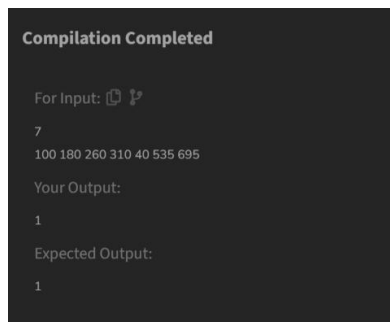 Compilation Completed
For Input:
7
100 180 260 310 40 535 695
Your Output:
1
Expected Output:
1